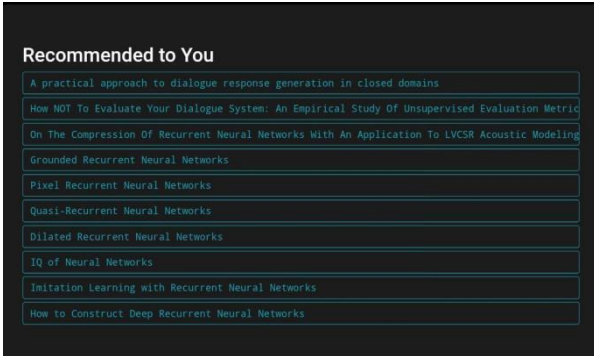 Recommended to You
A practical approach to dialogue response generation in closed domains
How NOT To Evaluate Your Dialogue System: An Empirical Study Of Unsupervised Evaluation Metric
On The Compression Of Recurrent Neural Networks With An Application To LVCSR Acoustic Modeling
Grounded Recurrent Neural Networks
Pixel Recurrent Neural Networks
Quasi-Recurrent Neural Networks
Dilated Recurrent Neural Networks
IQ of Neural Networks
Imitation Learning with Recurrent Neural Networks
How to Construct Deep Recurrent Neural Networks